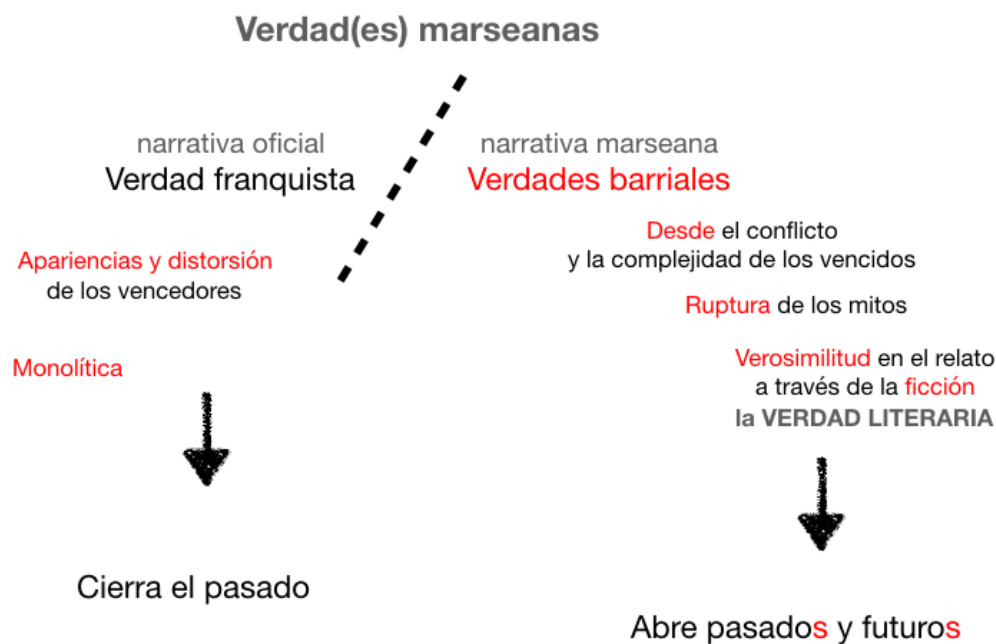 Verdad(es) marseanas
narrativa oficial
Verdad franquista
Apariencias y distorsión
de los vencedores
Monolítica
Cierra el pasado
narrativa marseana
Verdades barriales
Desde el conflicto
y la complejidad de los vencidos
Ruptura de los mitos
Verosimilitud en el relato
a través de la ficción
la VERDAD LITERARIA
Abre pasados y futuros